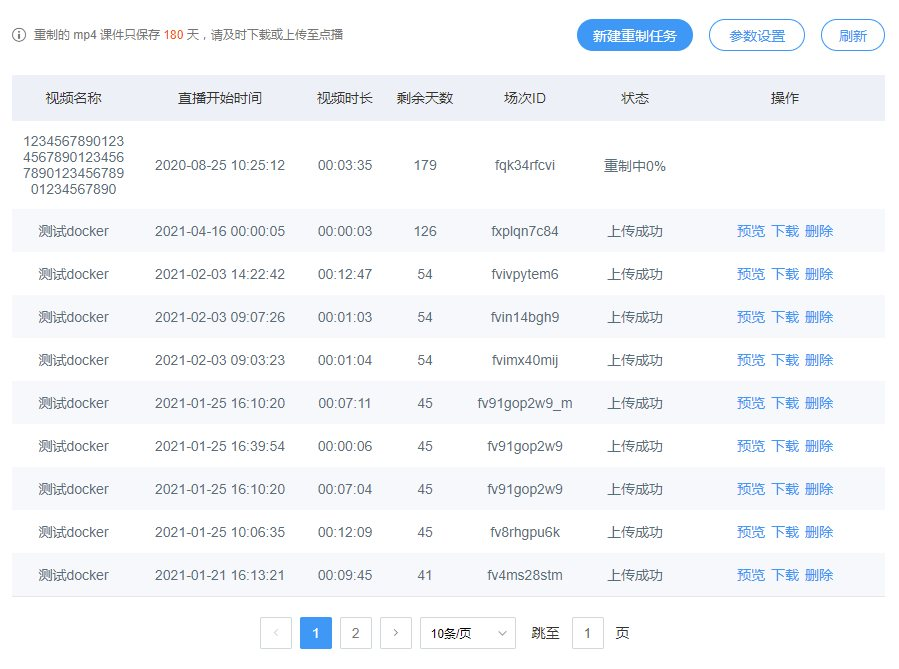 重制的 mp4 课件只保存 180 天，请及时下载或上传至点播 新建重制任务 参数设置 刷新
视频名称 直播开始时间 视频时长 剩余天数 场次ID 状态 操作
1234567890123
4567890123456
7890123456789
01234567890 2020-08-25 10:25:12 00:03:35 179 fqk34rfcvi 重制中0%
测试docker 2021-04-16 00:00:05 00:00:03 126 fxplqn7c84 上传成功 预览 下载 删除
测试docker 2021-02-03 14:22:42 00:12:47 54 fvivpytem6 上传成功 预览 下载 删除
测试docker 2021-02-03 09:07:26 00:01:03 54 fvin14bgh9 上传成功 预览 下载 删除
测试docker 2021-02-03 09:03:23 00:01:04 54 fvimx40mij 上传成功 预览 下载 删除
测试docker 2021-01-25 16:10:20 00:07:11 45 fv91gop2w9_m 上传成功 预览 下载 删除
测试docker 2021-01-25 16:39:54 00:00:06 45 fv91gop2w9 上传成功 预览 下载 删除
测试docker 2021-01-25 16:10:20 00:07:04 45 fv91gop2w9 上传成功 预览 下载 删除
测试docker 2021-01-25 10:06:35 00:12:09 45 fv8rhgpu6k 上传成功 预览 下载 删除
测试docker 2021-01-21 16:13:21 00:09:45 41 fv4ms28stm 上传成功 预览 下载 删除
1 2 10条/页 跳至 1 页